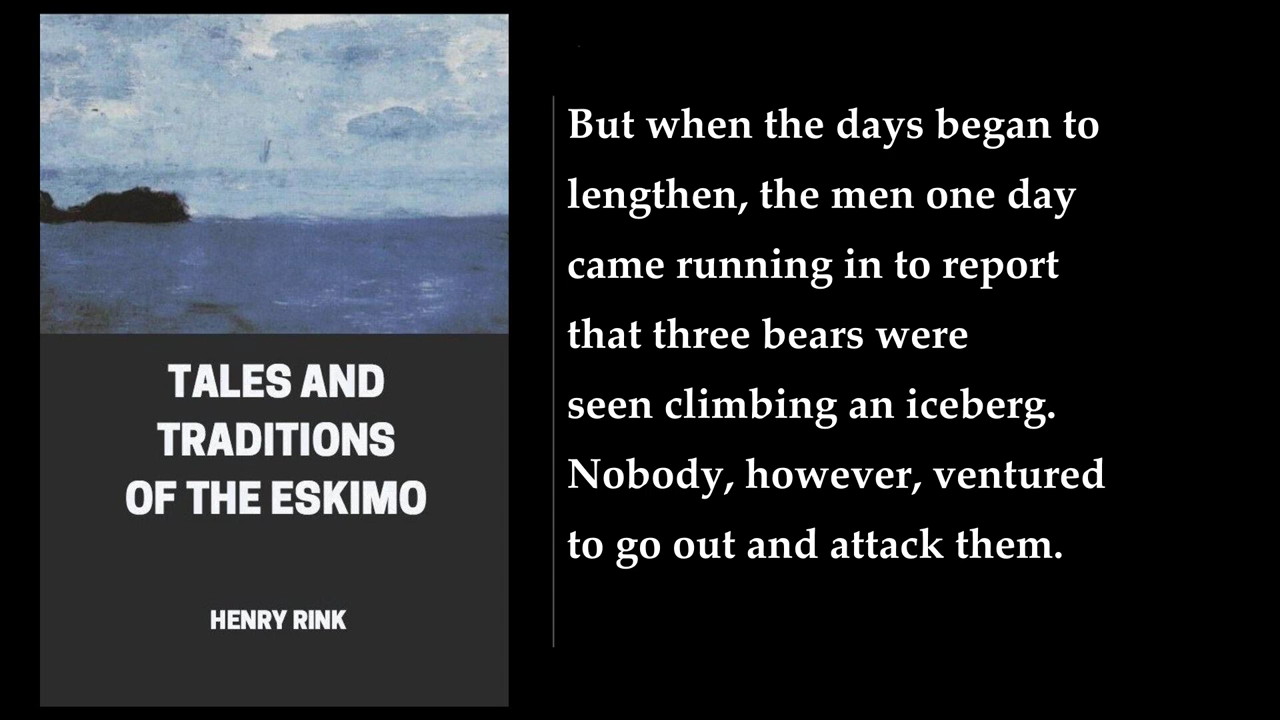 TALES AND
TRADITIONS
OF THE ESKIMO
HENRY RINK
But when the days began to
lengthen, the men one day
came running in to report
that three bears were
seen climbing an iceberg.
Nobody, however, ventured
to go out and attack them.